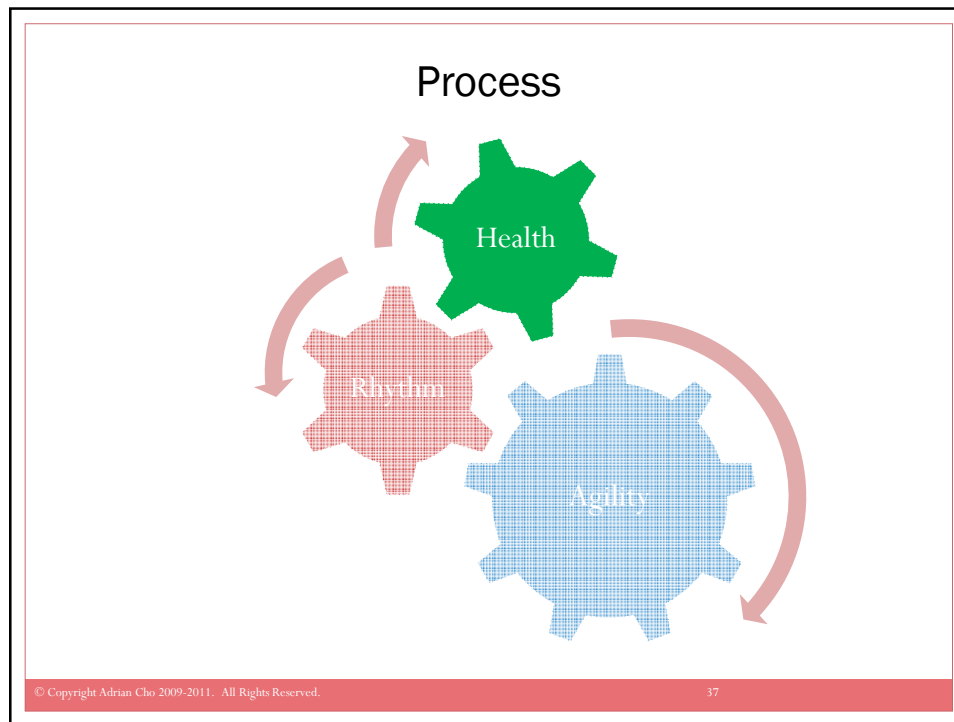 Process
Health
Rhythm
Agility
© Copyright Adrian Cho 2009-2011. All Rights Reserved.
37